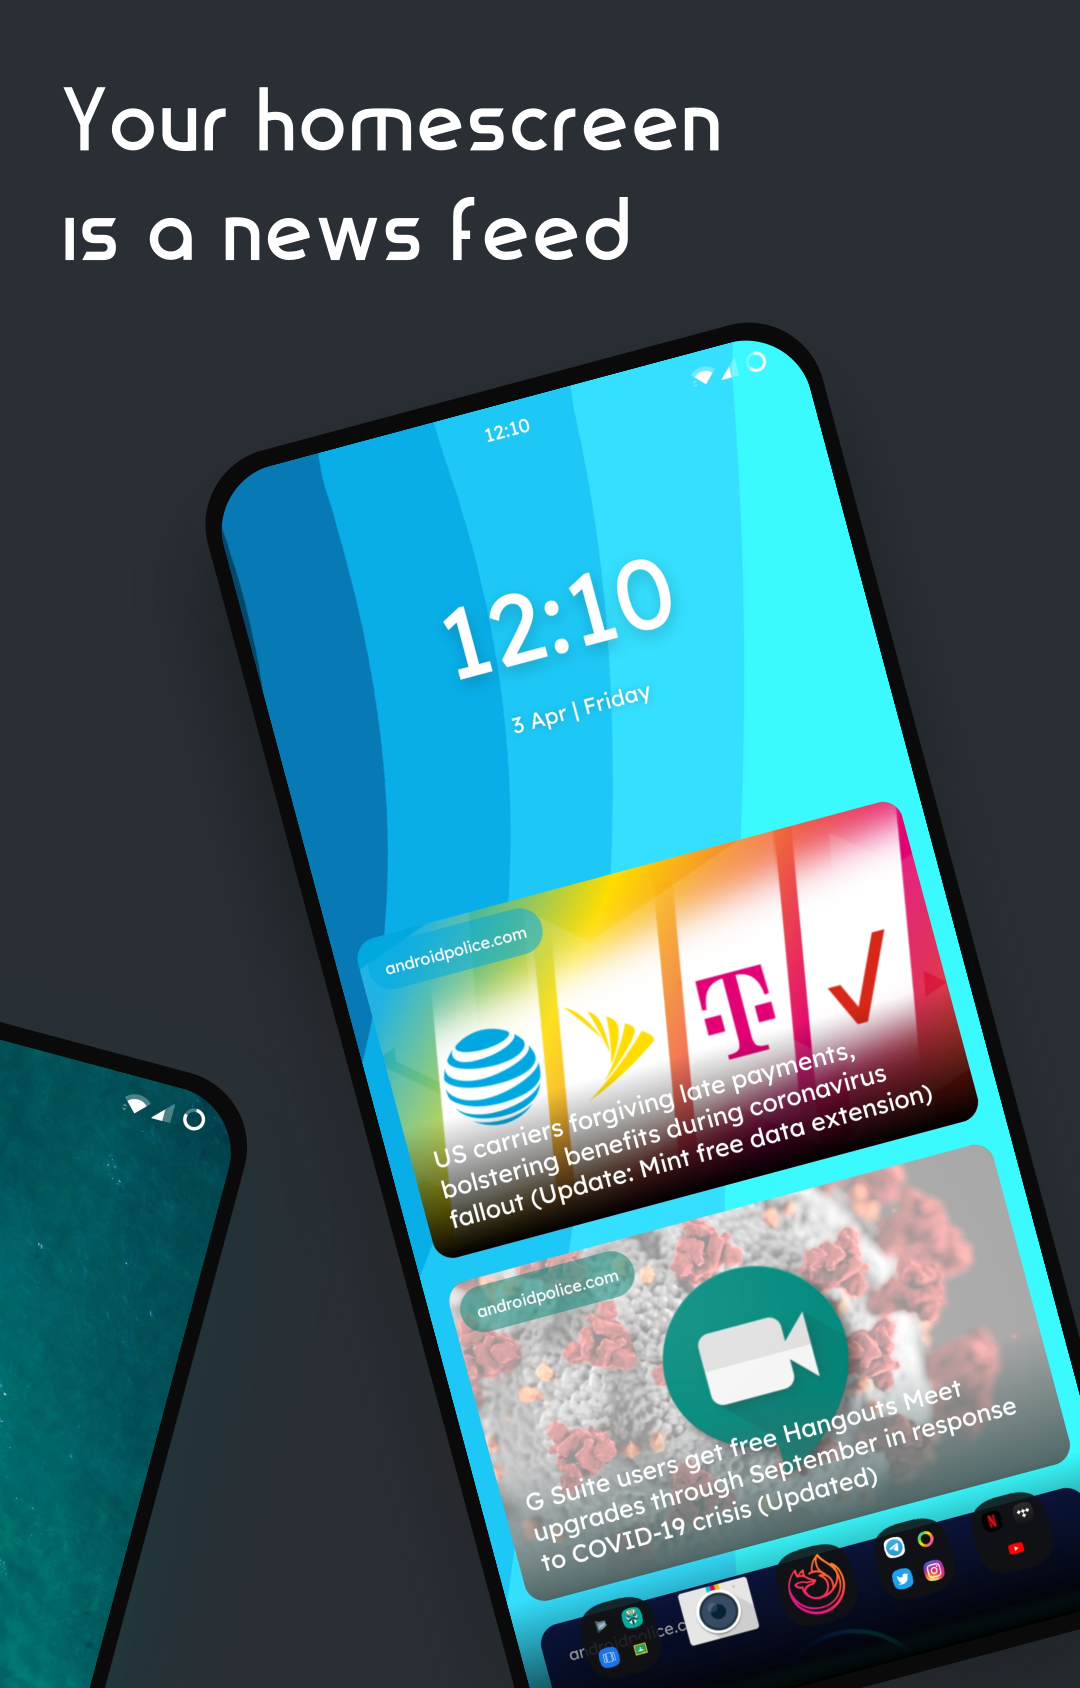 Your homescreen
is a news feed
12:10
12:10
3 Apr | Friday
androidpolice.com
US carriers forgiving late payments,
bolstering benefits during coronavirus
fallout (Update: Mint free data extension)
androidpolice.com
G Suite users get free Hangouts Meet
upgrades through September in response
to COVID-19 crisis (Updated)